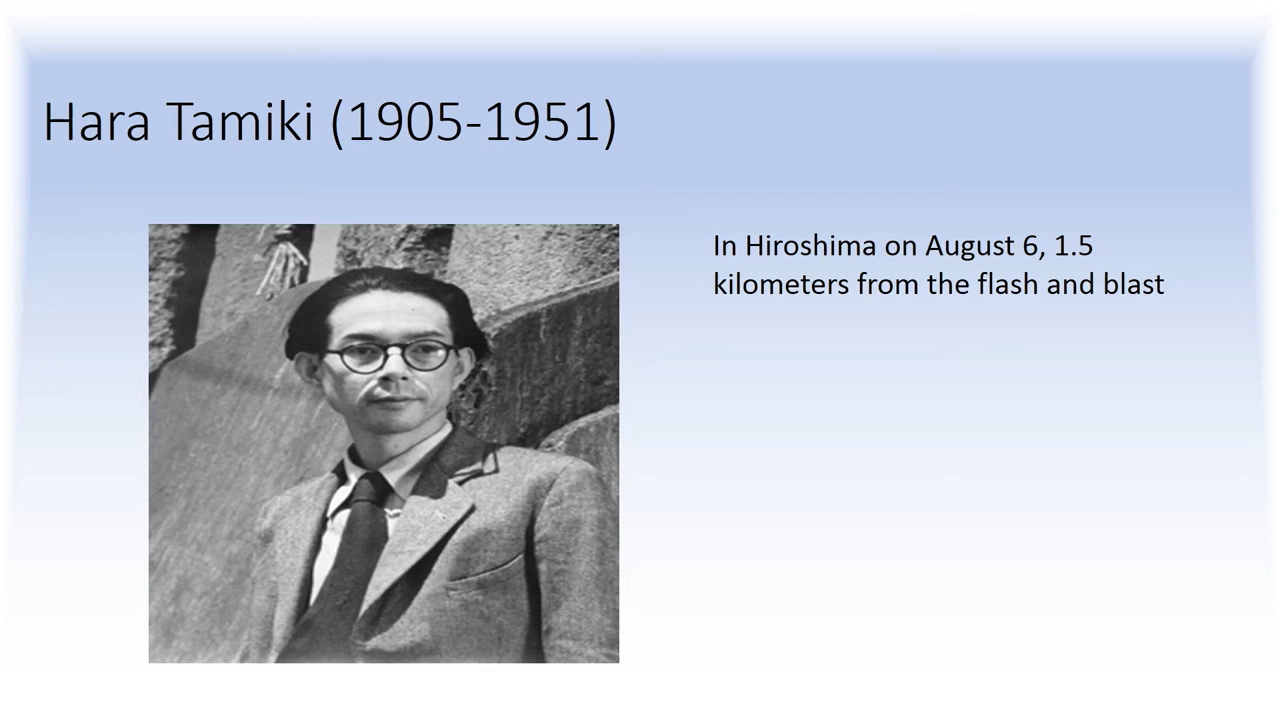 Hara Tamiki (1905-1951)
In Hiroshima on August 6, 1.5
kilometers from the flash and blast